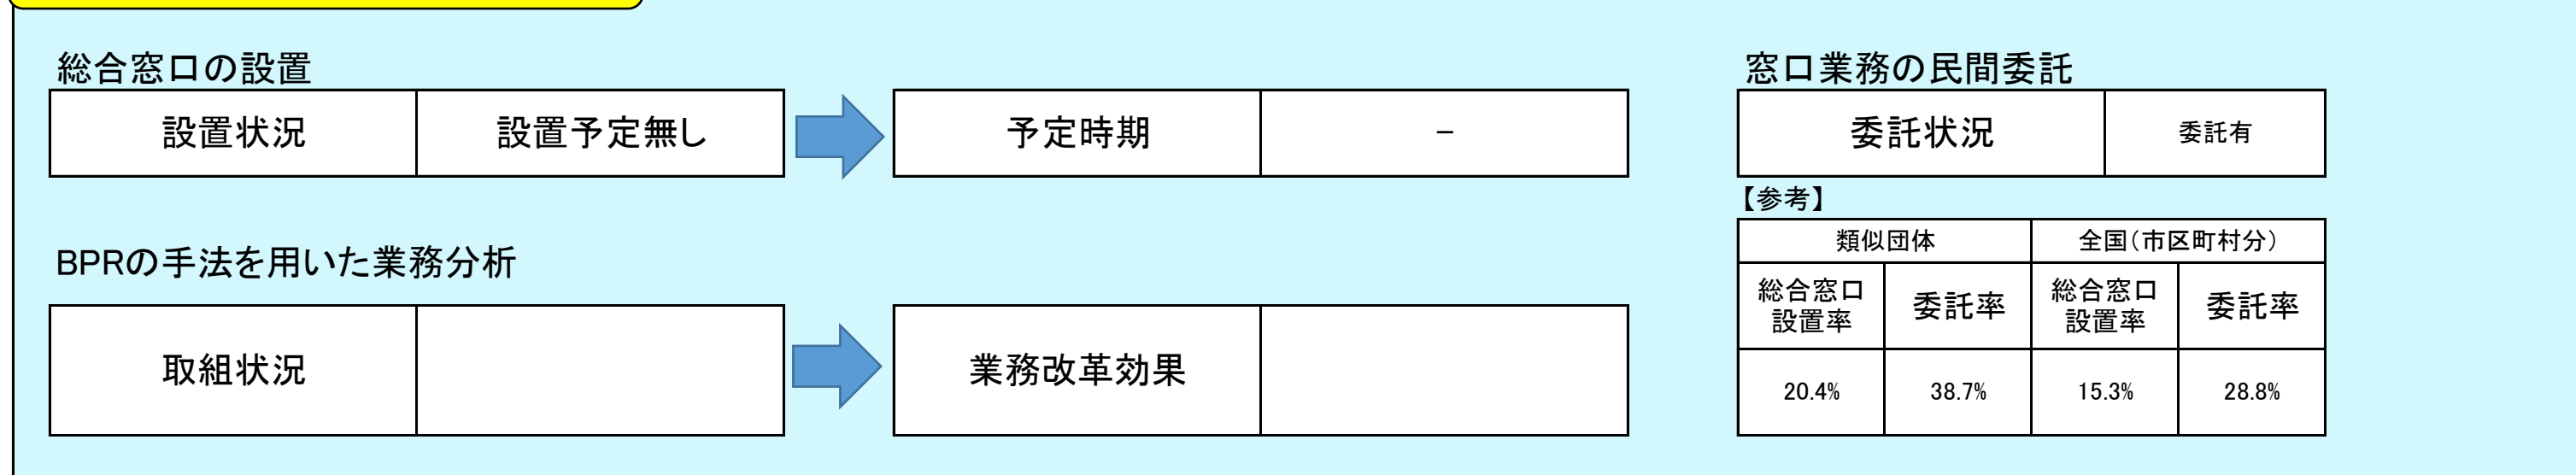 総合窓口の設置
設置状況 設置予定無し 予定時期 －
窓口業務の民間委託
委託状況 委託有
【参考】
類似団体 全国（市区町村分）
総合窓口 設置率 委託率 総合窓口 設置率 委託率
20.4% 38.7% 15.3% 28.8%
BPRの手法を用いた業務分析
取組状況 業務改革効果